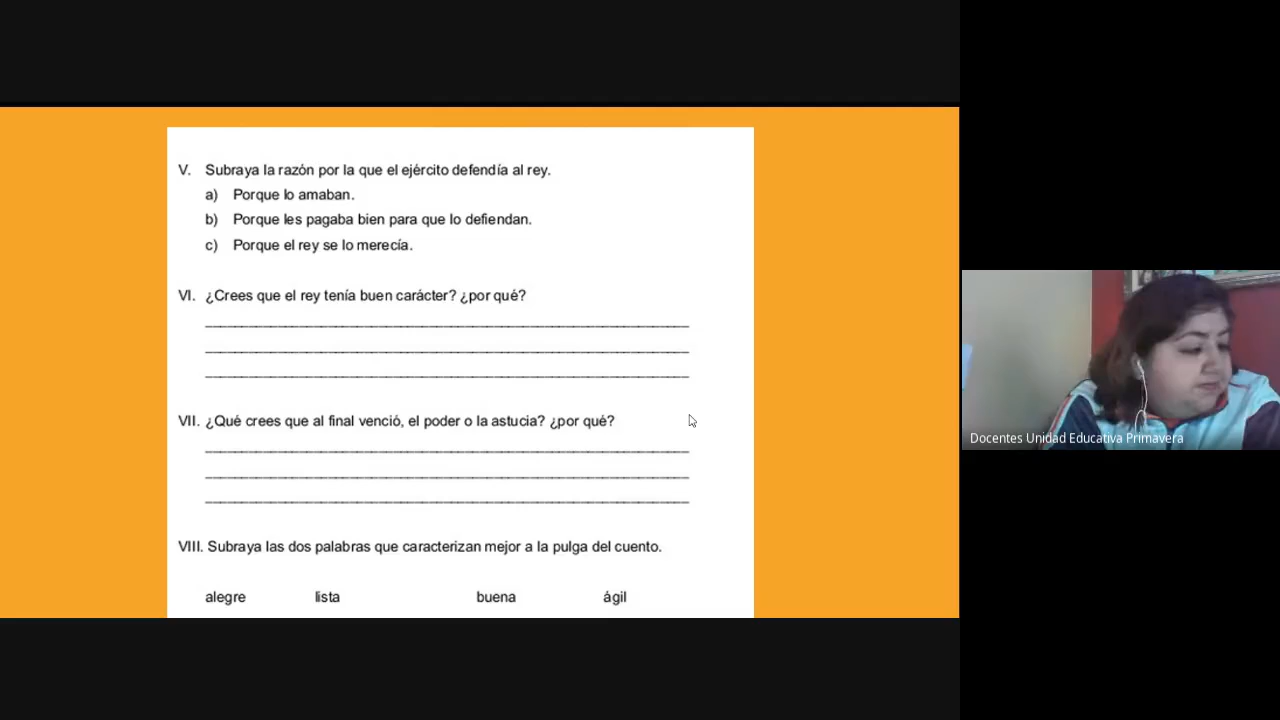 V. Subraya la razón por la que el ejército defendía al rey.
a) Porque lo amaban.
b) Porque les pagaba bien para que lo defiendan.
c) Porque el rey se lo merecía.
VI. ¿Crees que el rey tenía buen carácter? ¿por qué?
VII. ¿Qué crees que al final venció, el poder o la astucia? ¿por qué?
VIII. Subraya las dos palabras que caracterizan mejor a la pulga del cuento.
alegre lista buena ágil
Docentes Unidad Educativa Primavera